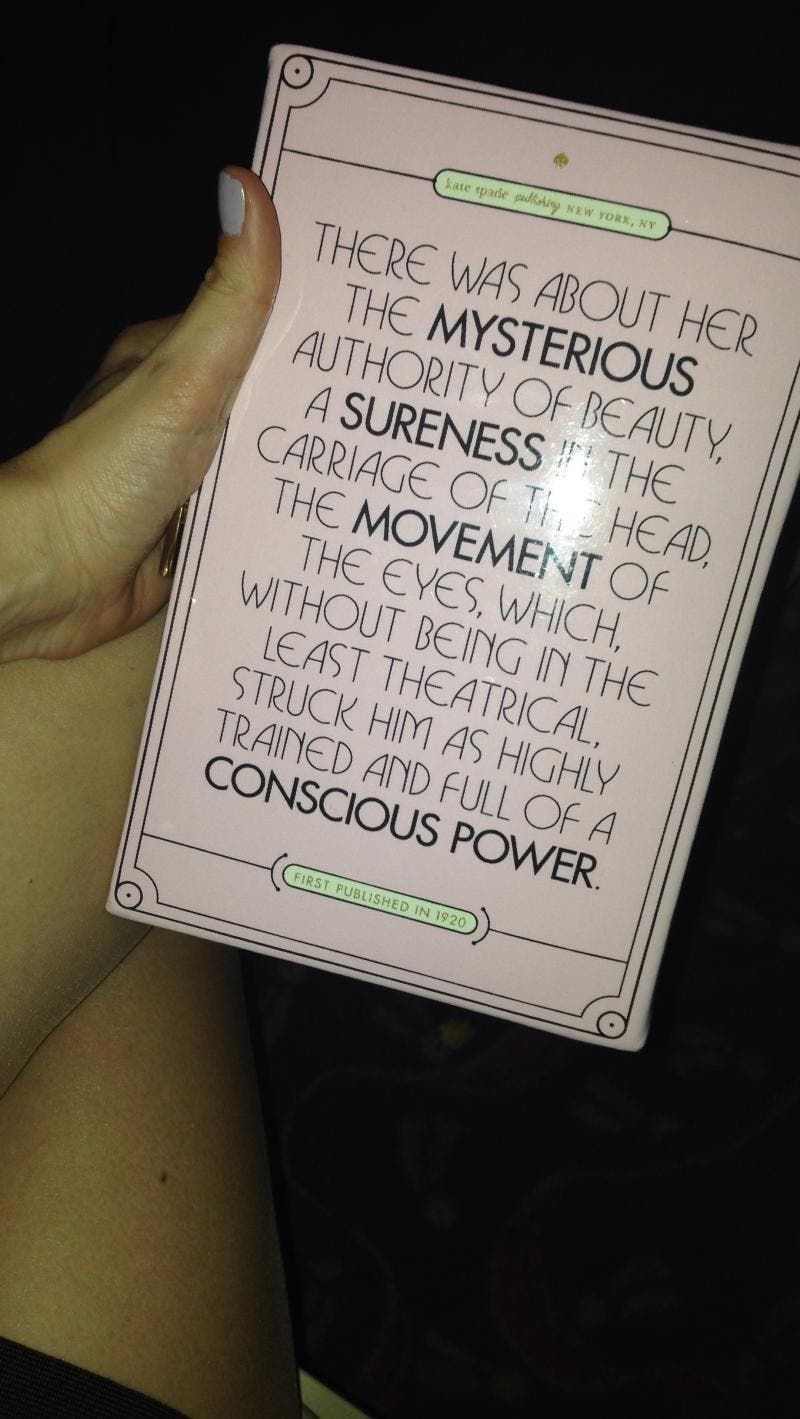 kate spade publishing NEW YORK, NY
THERE WAS ABOUT HER
THE MYSTERIOUS
AUTHORITY OF BEAUTY,
A SURENESS IN THE
CARRIAGE OF THE HEAD,
THE MOVEMENT OF
THE EYES, WHICH,
WITHOUT BEING IN THE
LEAST THEATRICAL,
STRUCK HIM AS HIGHLY
TRAINED AND FULL OF A
CONSCIOUS POWER.
FIRST PUBLISHED IN 1920